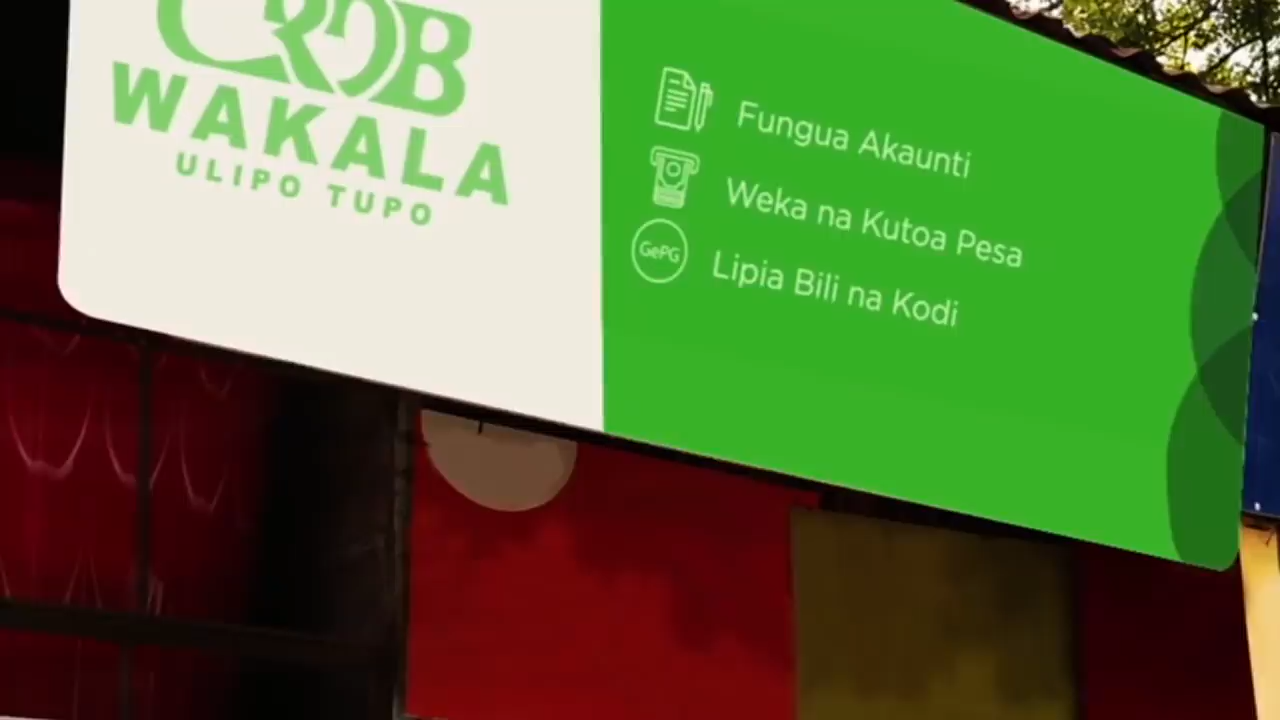 CRDB
WAKALA
ULIPO TUPO
Fungua Akaunti
Weka na Kutoa Pesa
GePG
Lipia Bili na Kodi